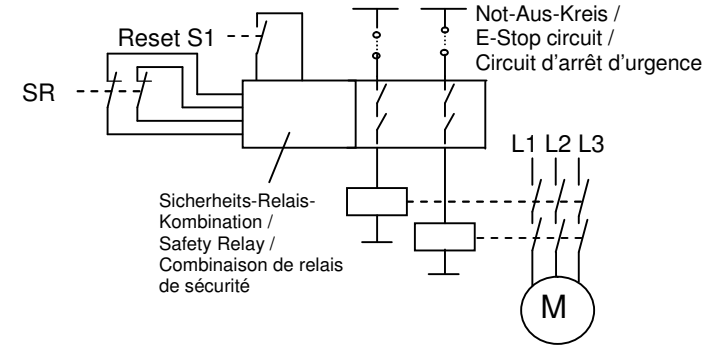 Not-Aus-Kreis /
E-Stop circuit /
Circuit d'arrêt d'urgence
Reset S1
SR
L1 L2 L3
Sicherheits-Relais-
Kombination /
Safety Relay /
Combinaison de relais
de sécurité
M